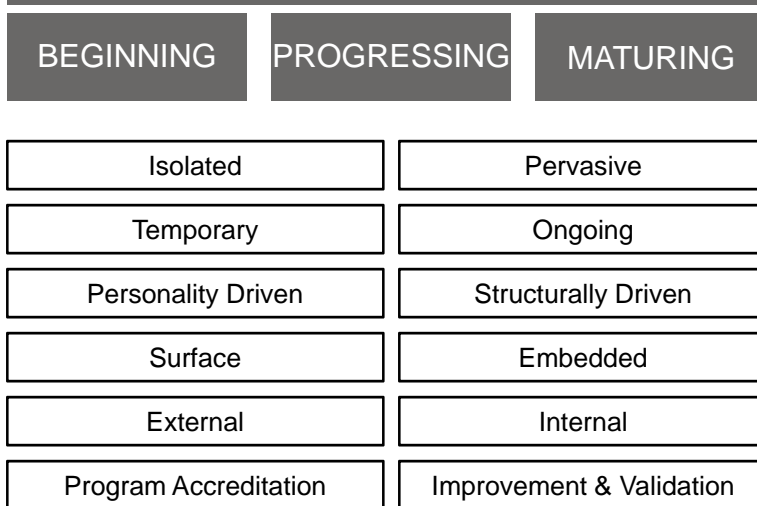 BEGINNING PROGRESSING MATURING
Isolated Pervasive
Temporary Ongoing
Personality Driven Structurally Driven
Surface Embedded
External Internal
Program Accreditation Improvement & Validation